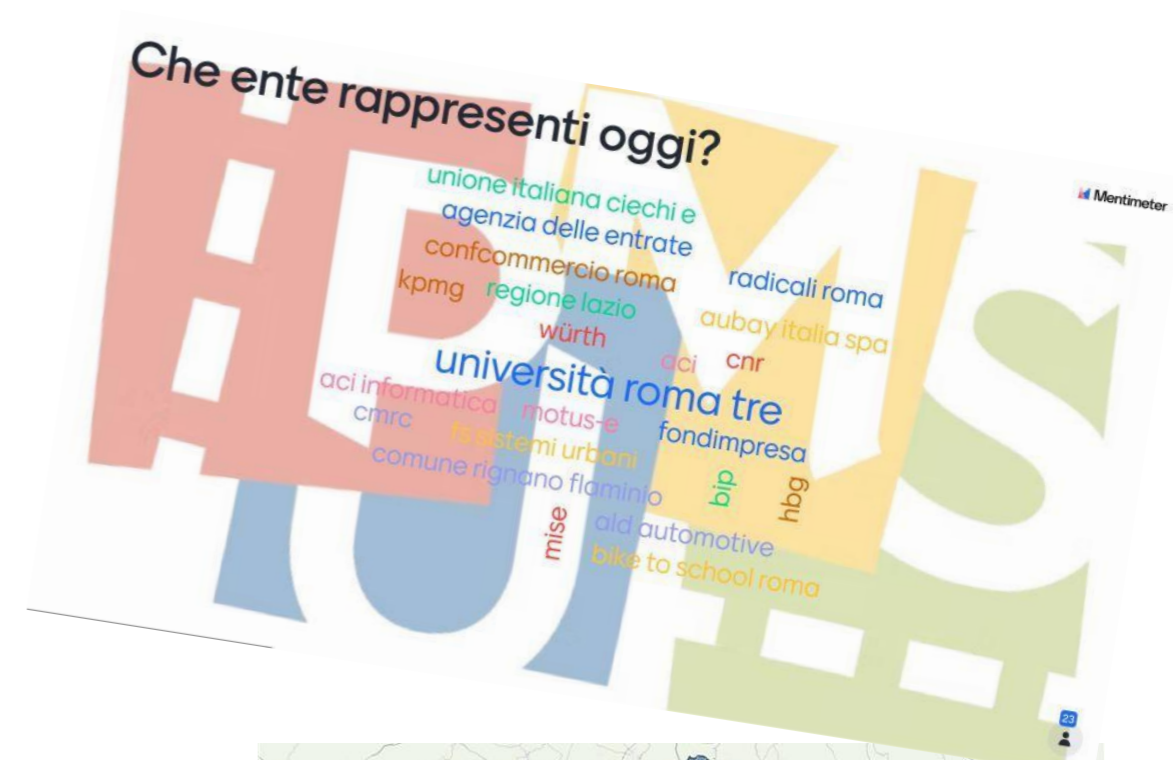 Che ente rappresenti oggi?
Mentimeter
unione italiana ciechi e
agenzia delle entrate
confcommercio roma
radicali roma
kpmg
regione lazio
aubay italia spa
würth
aci
cnr
università roma tre
aci informatica
motus-e
cmrc
fs sistemi urbani
fondimpresa
comune rignano flaminio
bip
hbg
mise
ald automotive
bike to school roma
23